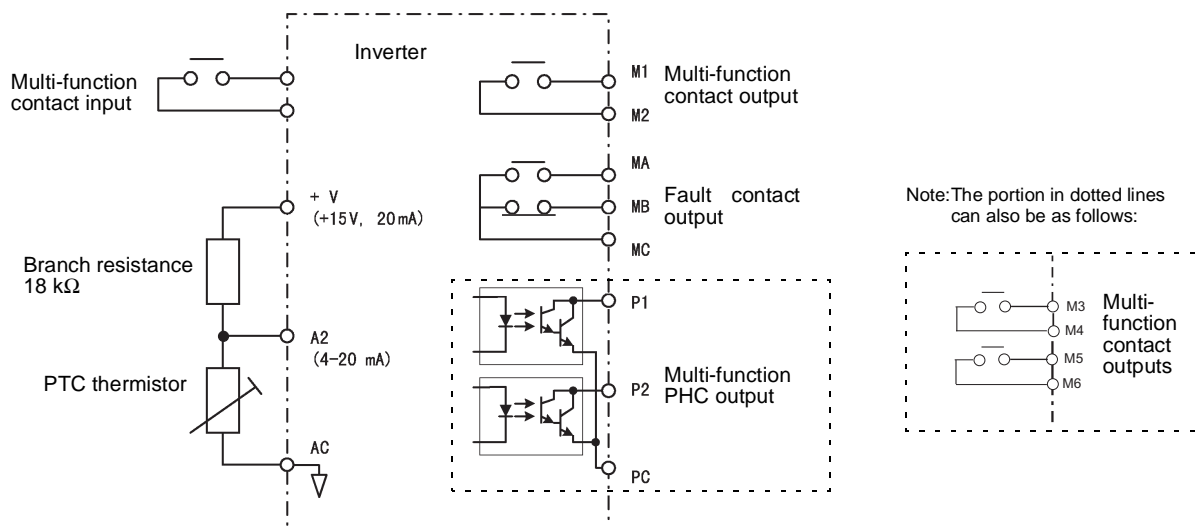 Inverter
Multi-function
contact input
M1
Multi-function
contact output
M2
MA
Fault contact
output
MB
MC
+ V
(+15V, 20mA)
Branch resistance
18 kΩ
A2
(4-20 mA)
PTC thermistor
AC
P1
P2
Multi-function
PHC output
PC
Note:The portion in dotted lines
can also be as follows:
M3
M4
M5
M6
Multi-
function
contact
outputs